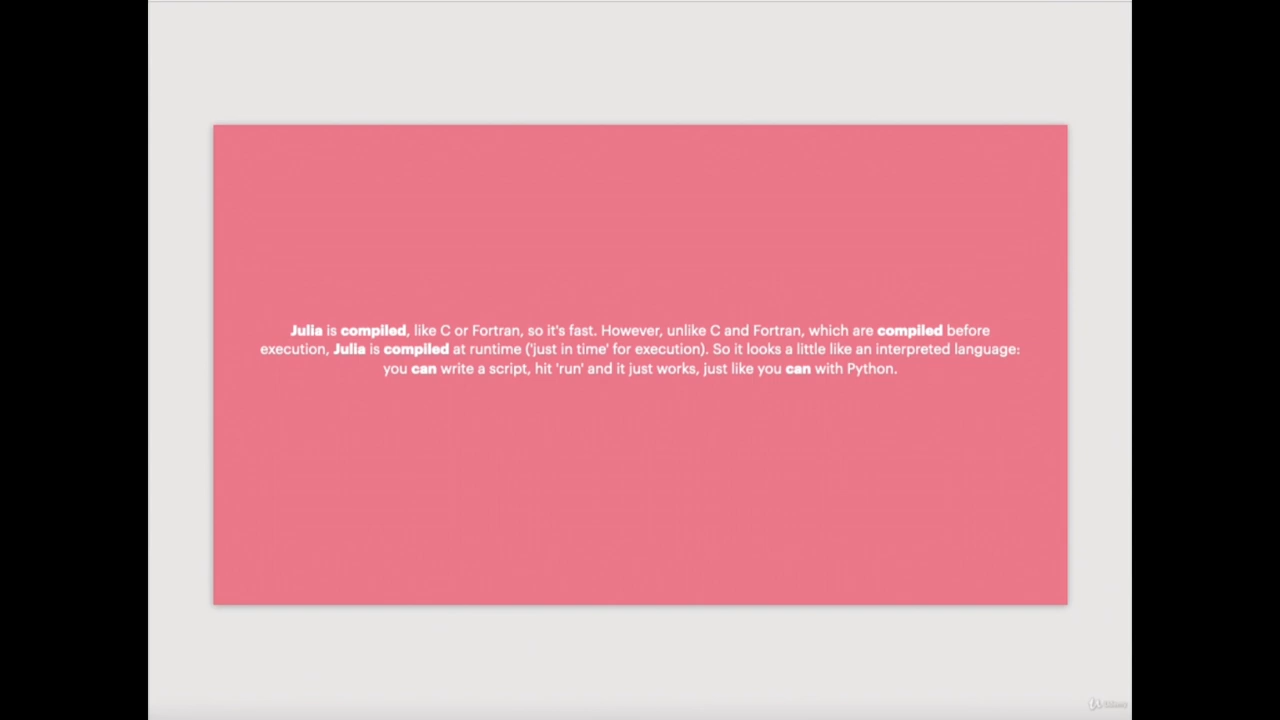 Julia is compiled, like C or Fortran, so it's fast. However, unlike C and Fortran, which are compiled before
execution, Julia is compiled at runtime ('just in time' for execution). So it looks a little like an interpreted language:
you can write a script, hit 'run' and it just works, just like you can with Python.